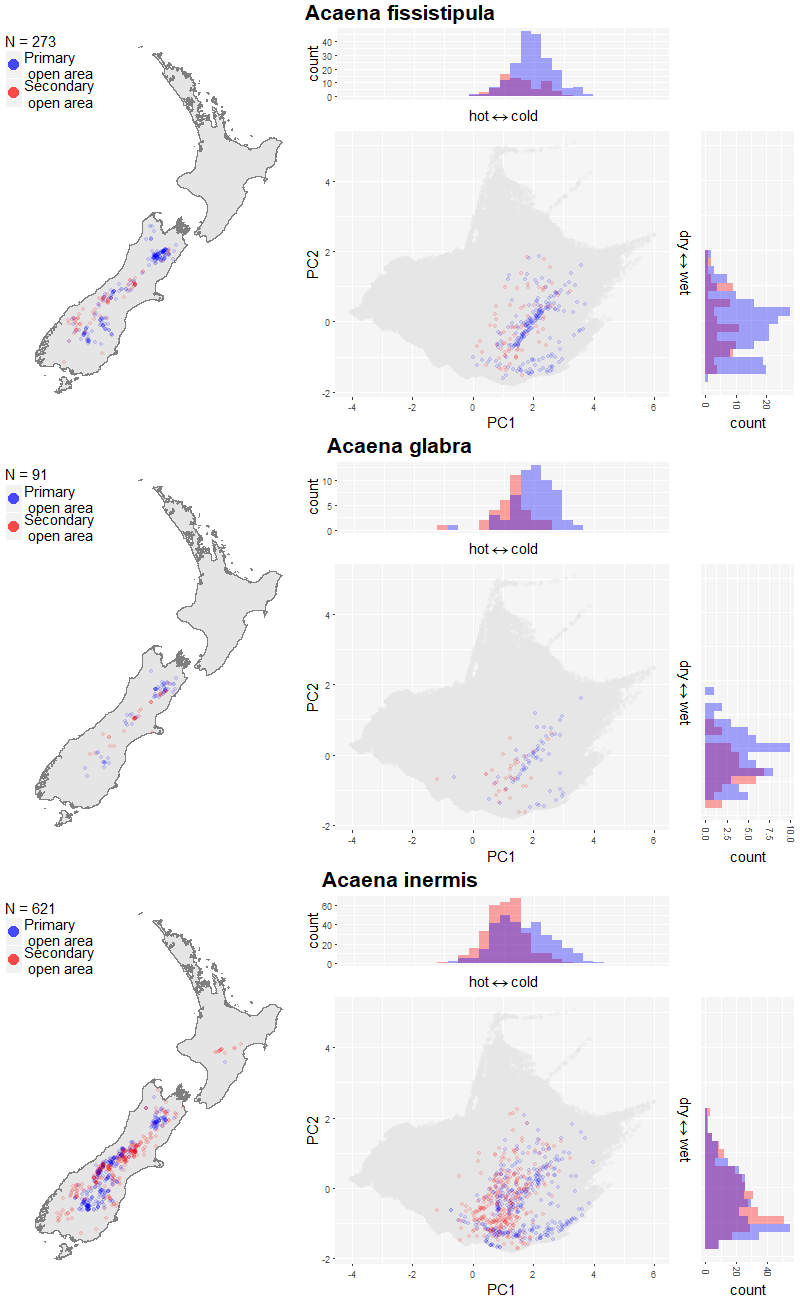 Acaena fissistipula
N = 273
Primary
open area
Secondary
open area
count
40
30
20
10
0
hot↔cold
PC2
4
2
0
-2
-4
-2
0
2
4
6
PC1
dry↔wet
0
10
20
count
Acaena glabra
N = 91
Primary
open area
Secondary
open area
count
10
5
0
hot↔cold
PC2
4
2
0
-2
-4
-2
0
2
4
6
PC1
dry↔wet
0.0
2.5
5.0
7.5
10.0
count
Acaena inermis
N = 621
Primary
open area
Secondary
open area
count
60
40
20
0
hot↔cold
PC2
4
2
0
-2
-4
-2
0
2
4
6
PC1
dry↔wet
0
20
40
count